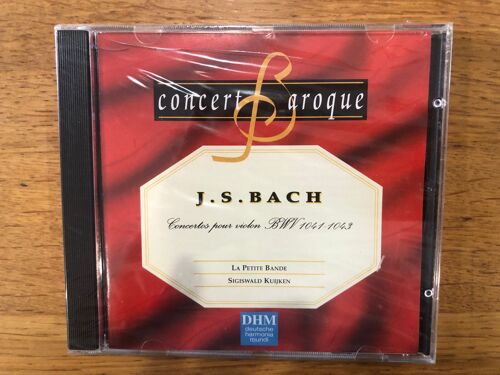 concert Baroque
J.S.BACH
Concertos pour violon BWV 1041-1043
LA PETITE BANDE
SIGISWALD KUIJKEN
DHM
deutsche
harmonia
mundi